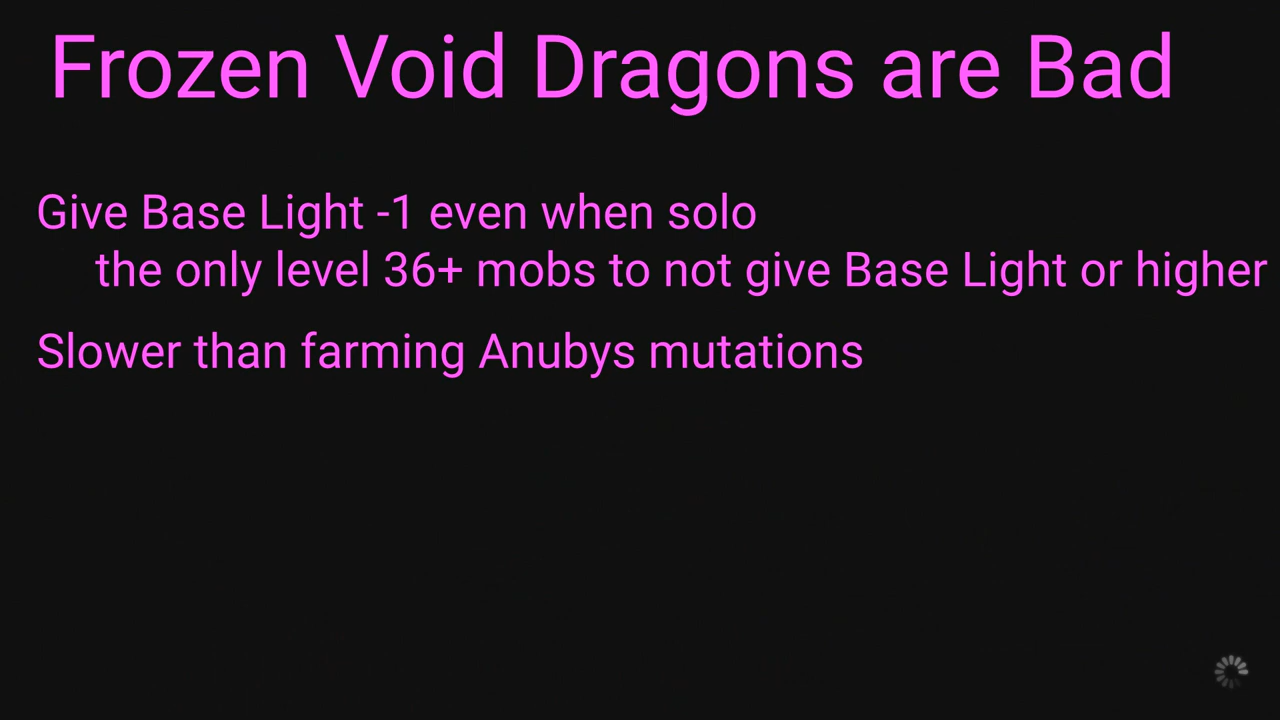 Frozen Void Dragons are Bad
Give Base Light -1 even when solo
the only level 36+ mobs to not give Base Light or higher
Slower than farming Anubys mutations